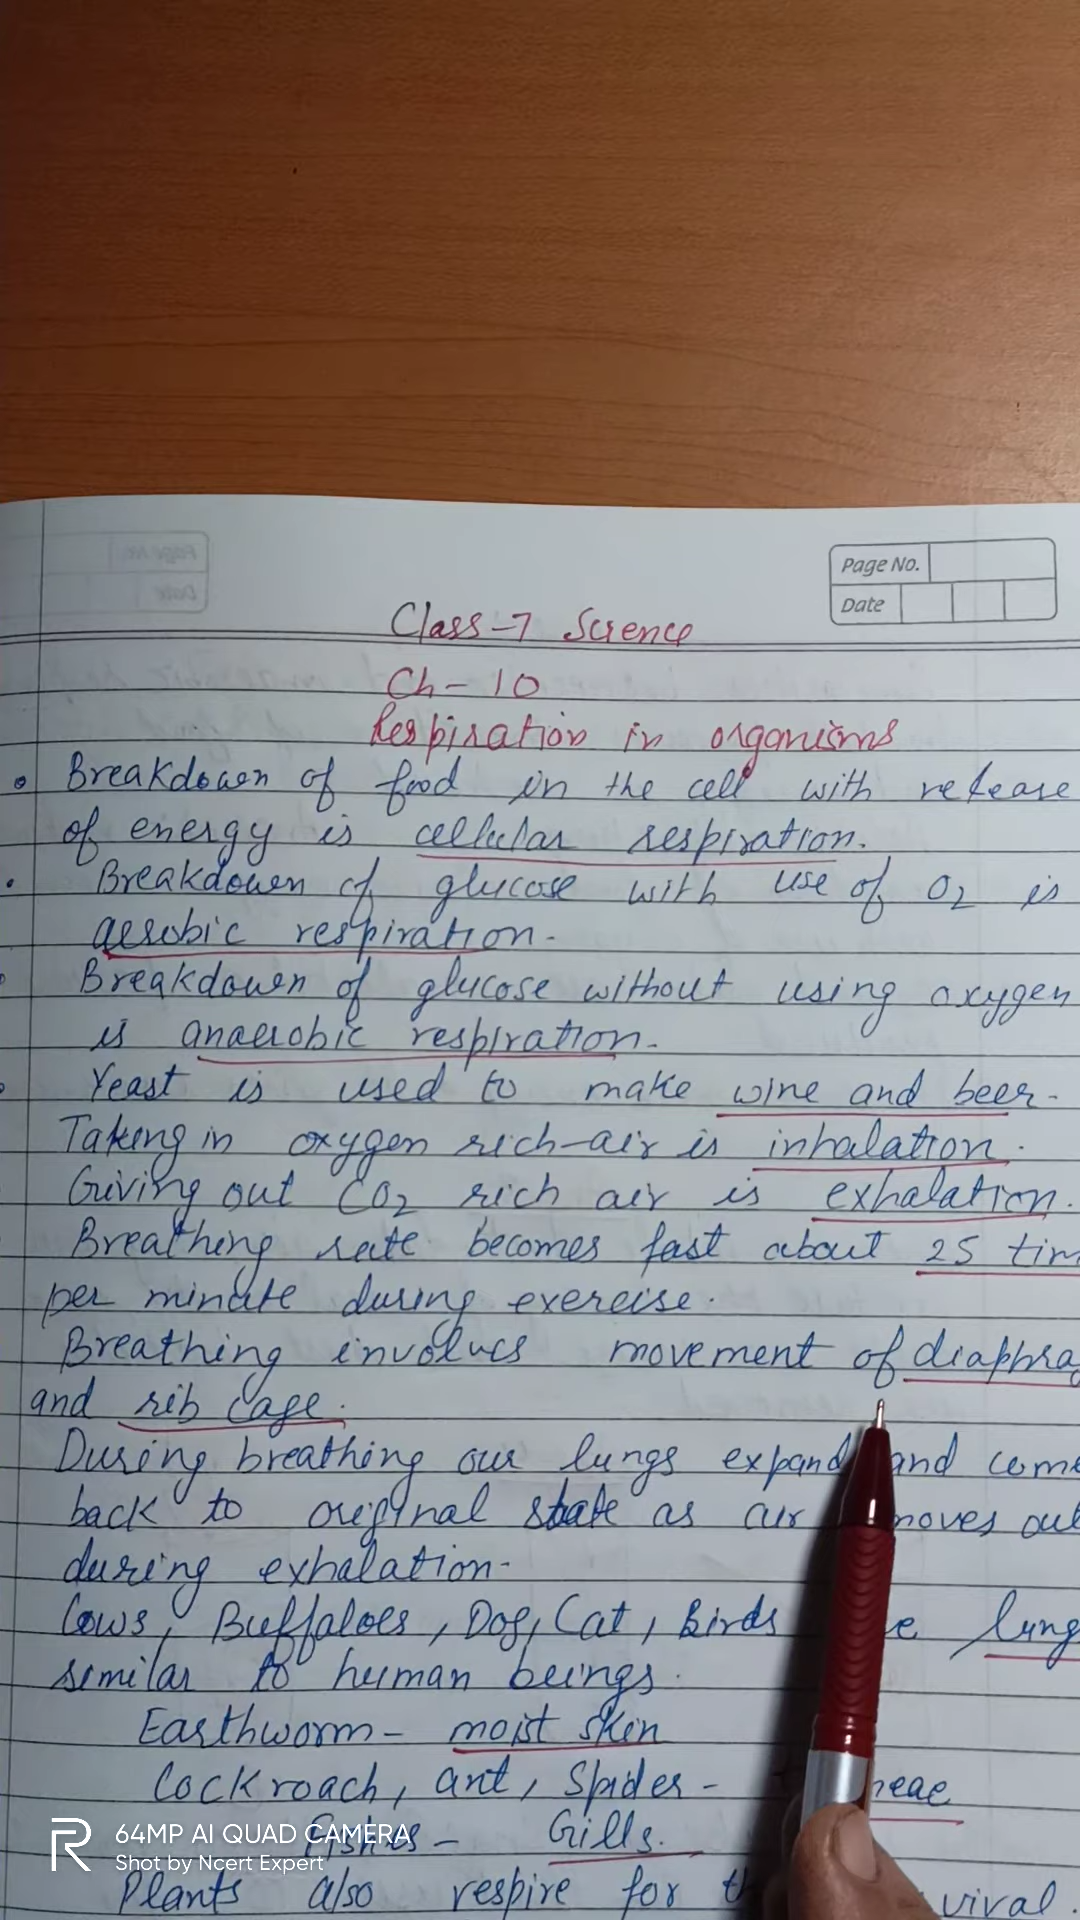 Page No.
Date
Class-7 Science
Ch-10
Respiration in organisms
Breakdown of food in the cell with release
of energy is cellular respiration.
Breakdown of glucose with use of O2 is
aerobic respiration.
Breakdown of glucose without using oxygen
is anaerobic respiration.
Yeast is used to make wine and beer.
Taking in oxygen rich-air is inhalation.
Giving out CO2 rich air is exhalation.
Breathing rate becomes fast about 25 tim
per minute during exercise.
Breathing involves movement of diaphra
and rib cage.
During breathing our lungs expand and come
back to original state as air moves out
during exhalation.
Cows, Buffaloes, Dog, Cat, Birds lung
similar to human beings.
Earthworm - moist skin
Cockroach, ant, Spider -
Fishes - Gills.
Plants also respire for
64MP AI QUAD CAMERA
Shot by Ncert Expert